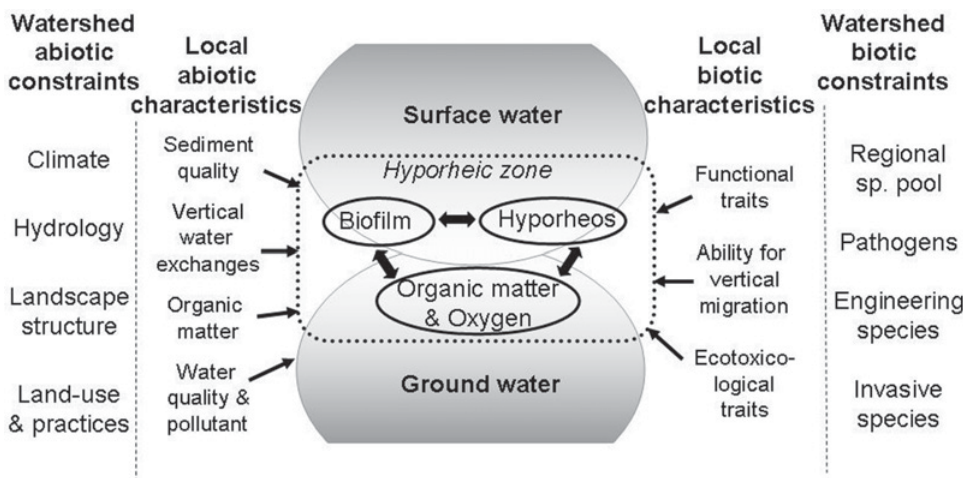 Watershed
abiotic
constraints
Climate
Hydrology
Landscape
structure
Land-use
& practices
Local
abiotic
characteristics
Sediment
quality
Vertical
water
exchanges
Organic
matter
Water
quality &
pollutant
Surface water
Hyporheic zone
Biofilm
Hyporheos
Organic matter
& Oxygen
Ground water
Local
biotic
characteristics
Functional
traits
Ability for
vertical
migration
Ecotoxico-
logical
traits
Watershed
biotic
constraints
Regional
sp. pool
Pathogens
Engineering
species
Invasive
species